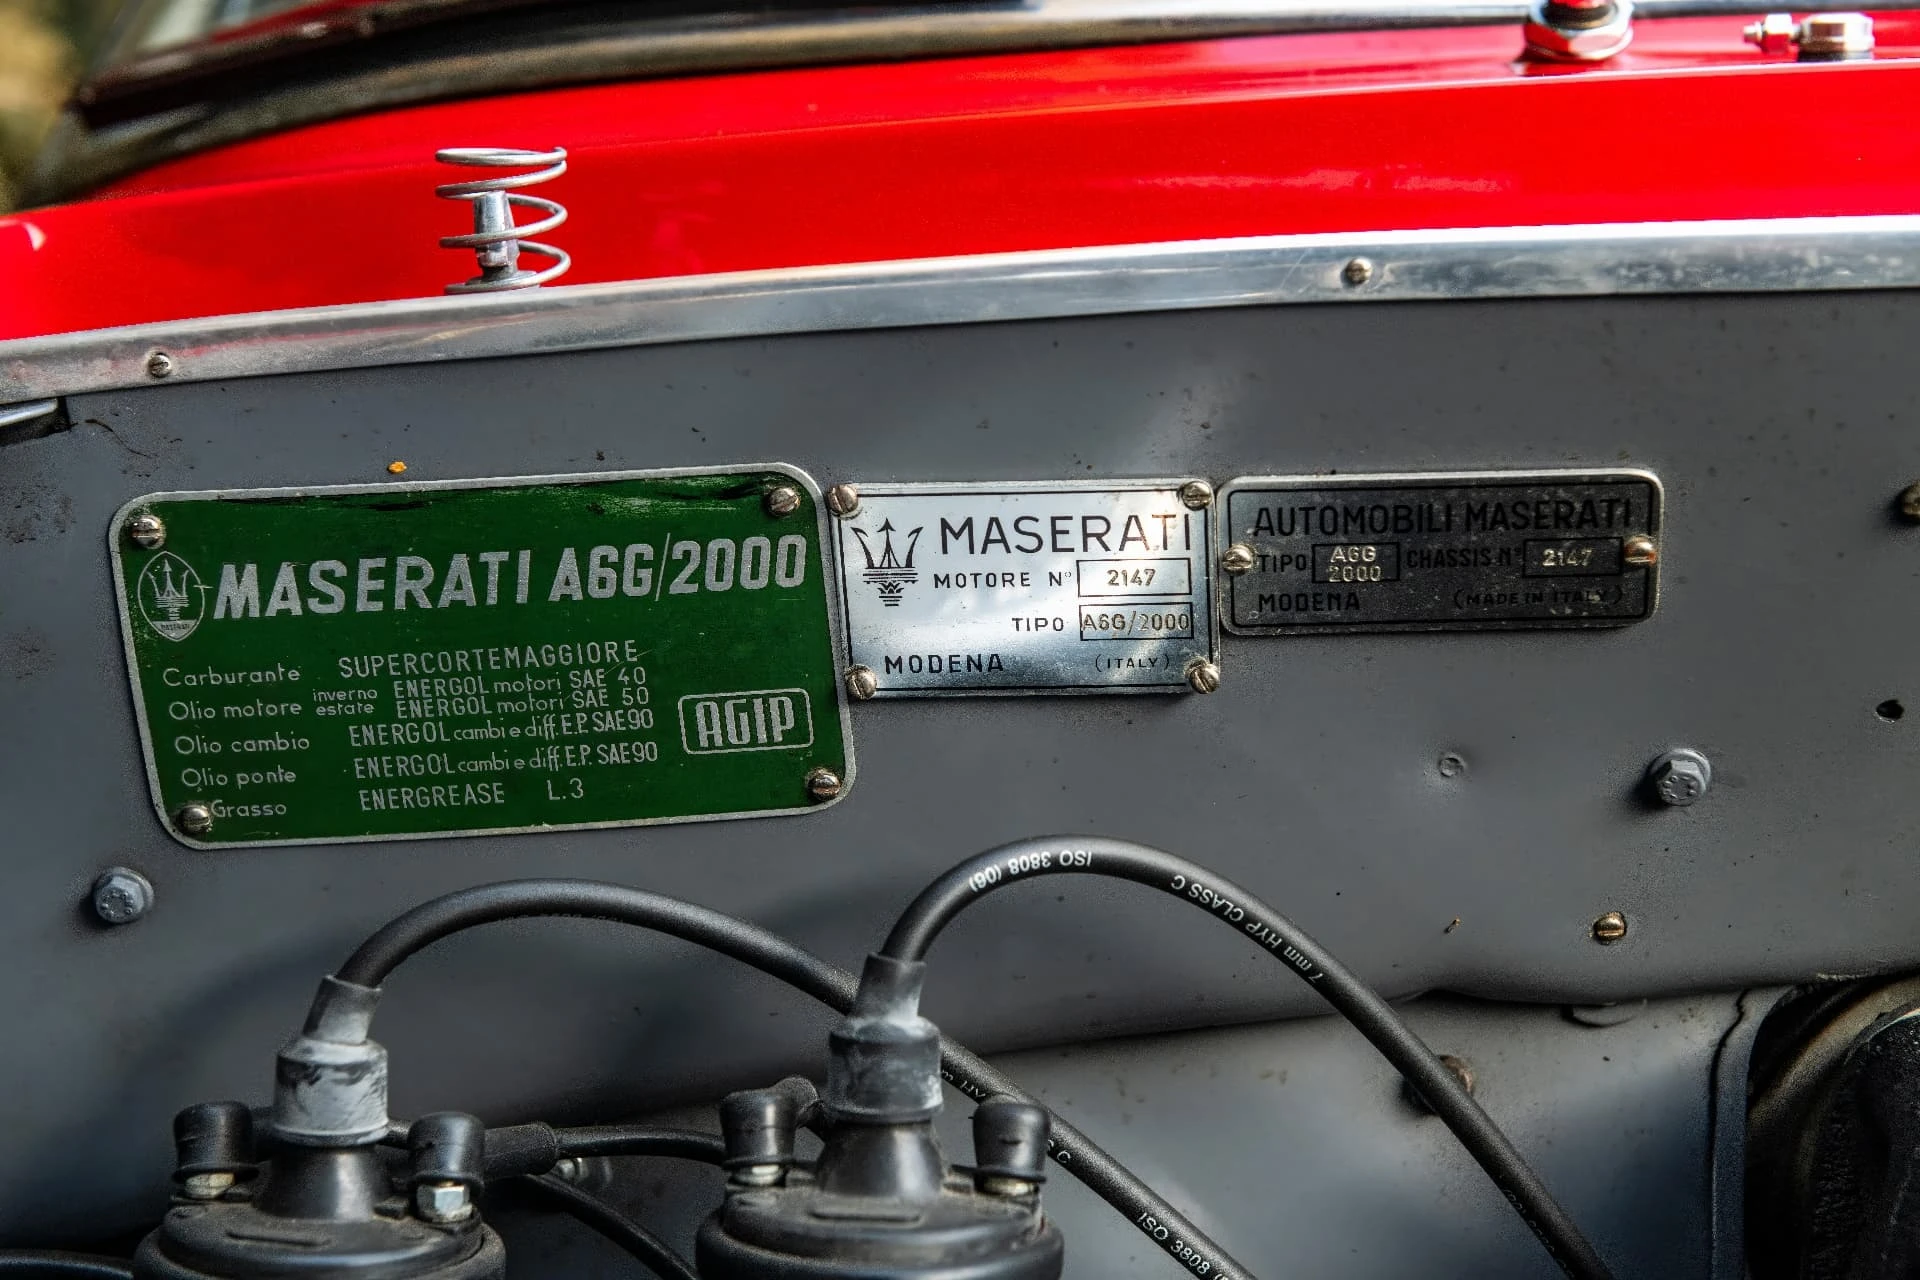 MASERATI A6G/2000
MASERATI
Carburante SUPERCORTEMAGGIORE
Olio motore inverno ENERGOL motori SAE 40
estate ENERGOL motori SAE 50
Olio cambio ENERGOL cambi e diff. E.P. SAE 90
Olio ponte ENERGOL cambi e diff. E.P. SAE 90
Grasso ENERGREASE L.3
AGIP
MASERATI
MOTORE Nº 2147
TIPO A6G/2000
MODENA (ITALY)
AUTOMOBILI MASERATI
TIPO A6G 2000 CHASSIS Nº 2147
MODENA (MADE IN ITALY)
7 mm HYP CLASS C ISO 3808 (06)
ISO 3808